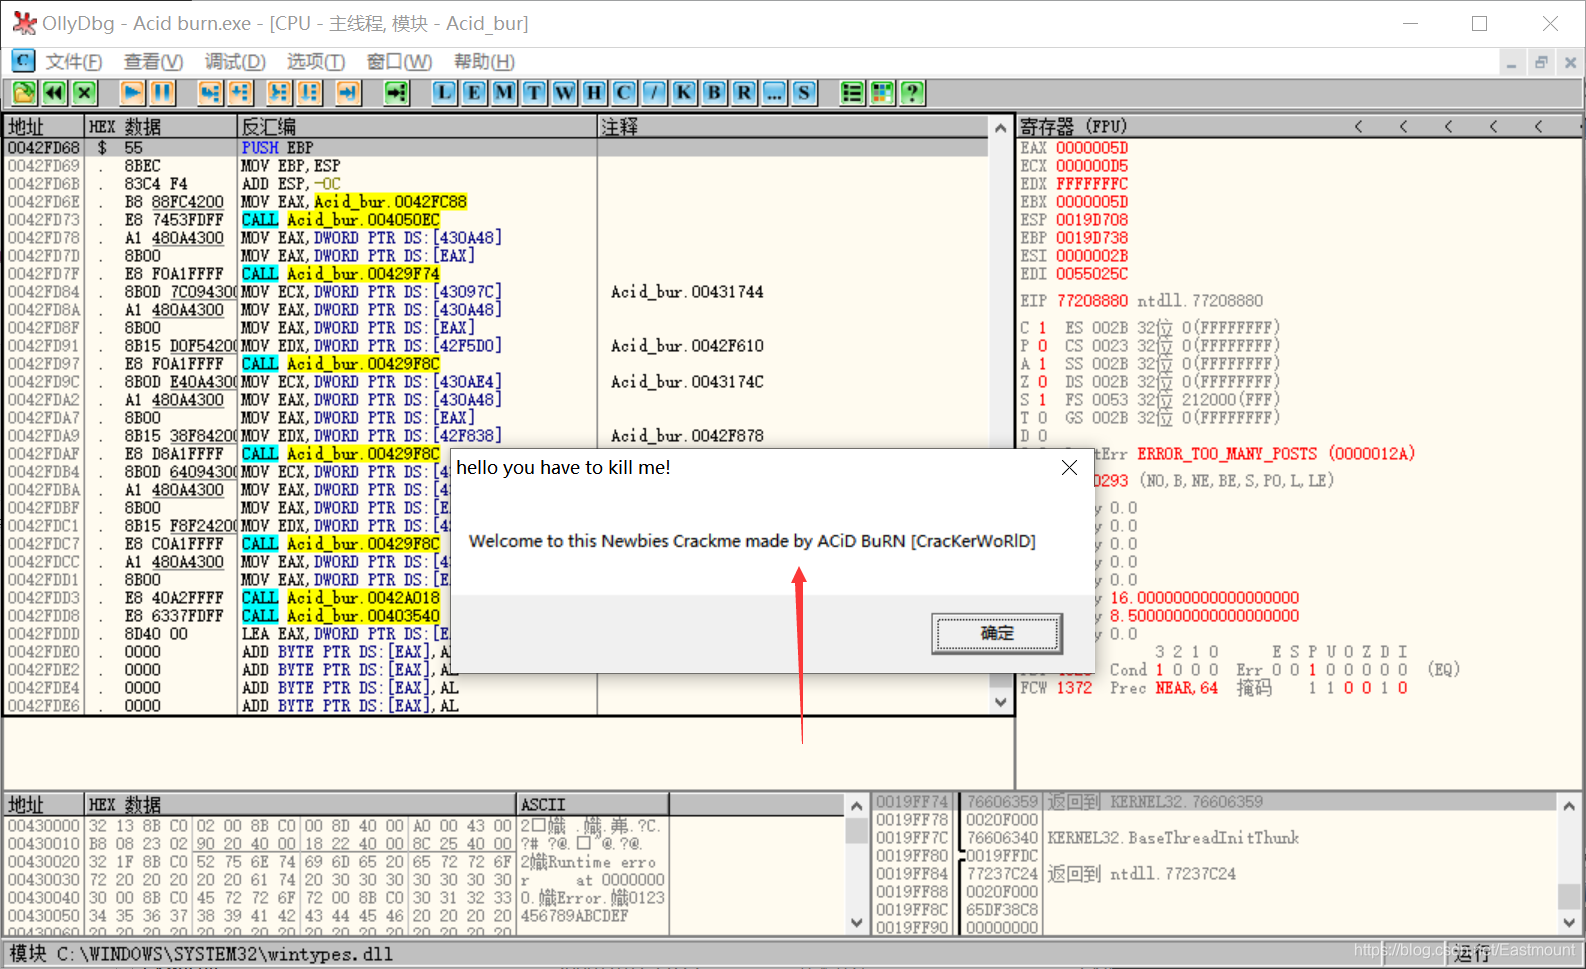 OllyDbg - Acid burn.exe - [CPU - 主线程, 模块 - Acid_bur]
C 文件(F) 查看(V) 调试(D) 选项(T) 窗口(W) 帮助(H)
L E M T W H C / K B R ... S ?
地址 HEX 数据 反汇编 注释
0042FD68 $ 55 PUSH EBP
0042FD69 . 8BEC MOV EBP,ESP
0042FD6B . 83C4 F4 ADD ESP,-0C
0042FD6E . B8 88FC4200 MOV EAX,Acid_bur.0042FC88
0042FD73 . E8 7453FDFF CALL Acid_bur.004050EC
0042FD78 . A1 480A4300 MOV EAX,DWORD PTR DS:[430A48]
0042FD7D . 8B00 MOV EAX,DWORD PTR DS:[EAX]
0042FD7F . E8 F0A1FFFF CALL Acid_bur.00429F74
0042FD84 . 8B0D 7C094300 MOV ECX,DWORD PTR DS:[43097C] Acid_bur.00431744
0042FD8A . A1 480A4300 MOV EAX,DWORD PTR DS:[430A48]
0042FD8F . 8B00 MOV EAX,DWORD PTR DS:[EAX]
0042FD91 . 8B15 D0F54200 MOV EDX,DWORD PTR DS:[42F5D0] Acid_bur.0042F610
0042FD97 . E8 F0A1FFFF CALL Acid_bur.00429F8C
0042FD9C . 8B0D E40A4300 MOV ECX,DWORD PTR DS:[430AE4] Acid_bur.0043174C
0042FDA2 . A1 480A4300 MOV EAX,DWORD PTR DS:[430A48]
0042FDA7 . 8B00 MOV EAX,DWORD PTR DS:[EAX]
0042FDA9 . 8B15 38F84200 MOV EDX,DWORD PTR DS:[42F838] Acid_bur.0042F878
0042FDAF . E8 D8A1FFFF CALL Acid_bur.00429F8C
0042FDB4 . 8B0D 64094300 MOV ECX,DWORD PTR DS:[4
0042FDBA . A1 480A4300 MOV EAX,DWORD PTR DS:[4
0042FDBF . 8B00 MOV EAX,DWORD PTR DS:[E
0042FDC1 . 8B15 F8F24200 MOV EDX,DWORD PTR DS:[4
0042FDC7 . E8 C0A1FFFF CALL Acid_bur.00429F8C
0042FDCC . A1 480A4300 MOV EAX,DWORD PTR DS:[4
0042FDD1 . 8B00 MOV EAX,DWORD PTR DS:[E
0042FDD3 . E8 40A2FFFF CALL Acid_bur.0042A018
0042FDD8 . E8 6337FDFF CALL Acid_bur.00403540
0042FDDD . 8D40 00 LEA EAX,DWORD PTR DS:[E
0042FDE0 . 0000 ADD BYTE PTR DS:[EAX],AL
0042FDE2 . 0000 ADD BYTE PTR DS:[EAX],AL
0042FDE4 . 0000 ADD BYTE PTR DS:[EAX],AL
0042FDE6 . 0000 ADD BYTE PTR DS:[EAX],AL
寄存器 (FPU) < < < < <
EAX 0000005D
ECX 000000D5
EDX FFFFFFFC
EBX 0000005D
ESP 0019D708
EBP 0019D738
ESI 0000002B
EDI 0055025C
EIP 77208880 ntdll.77208880
C 1 ES 002B 32位 0(FFFFFFFF)
P 0 CS 0023 32位 0(FFFFFFFF)
A 1 SS 002B 32位 0(FFFFFFFF)
Z 0 DS 002B 32位 0(FFFFFFFF)
S 1 FS 0053 32位 212000(FFF)
T 0 GS 002B 32位 0(FFFFFFFF)
D 0
tErr ERROR_TOO_MANY_POSTS (0000012A)
0293 (NO,B,NE,BE,S,PO,L,LE)
y 0.0
y 0.0
y 0.0
y 0.0
y 0.0
y 16.000000000000000000
y 8.5000000000000000000
y 0.0
3 2 1 0 E S P U O Z D I
Cond 1 0 0 0 Err 0 0 1 0 0 0 0 0 (EQ)
FCW 1372 Prec NEAR,64 掩码 1 1 0 0 1 0
hello you have to kill me!
Welcome to this Newbies Crackme made by ACiD BuRN [CracKerWoRlD]
确定
地址 HEX 数据 ASCII
00430000 32 13 8B C0 02 00 8B C0 00 8D 40 00 A0 00 43 00
00430010 B8 08 23 02 90 20 40 00 18 22 40 00 8C 25 40 00
00430020 32 1F 8B C0 52 75 6E 74 69 6D 65 20 65 72 72 6F 2媼Runtime erro
00430030 72 20 20 20 20 20 61 74 20 30 30 30 30 30 30 30 r at 0000000
00430040 30 00 8B C0 45 72 72 6F 72 00 8B C0 30 31 32 33 0.媼Error.媼0123
00430050 34 35 36 37 38 39 41 42 43 44 45 46 20 20 20 20 456789ABCDEF
00430060 20 20 20 20 20 20 20 20 20 20 20 20 20 20 20 20
0019FF74 76606359 返回到 KERNEL32.76606359
0019FF78 0020F000
0019FF7C 76606340 KERNEL32.BaseThreadInitThunk
0019FF80 0019FFDC
0019FF84 77237C24 返回到 ntdll.77237C24
0019FF88 0020F000
0019FF8C 65DF38C8
0019FF90 00000000
模块 C:\WINDOWS\SYSTEM32\wintypes.dll
运行
https://blog.csdn.net/Eastmount